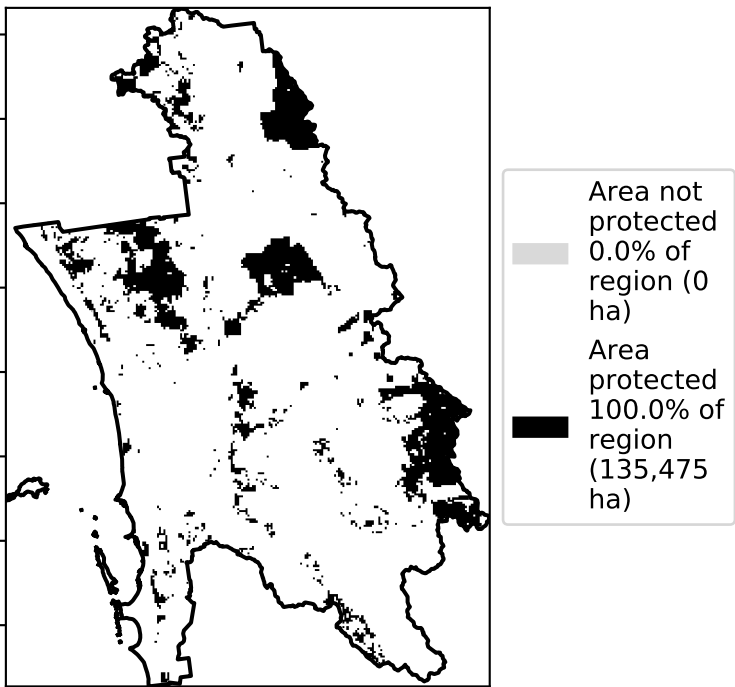 Area not
protected
0.0% of
region (0
ha)
Area
protected
100.0% of
region
(135,475
ha)